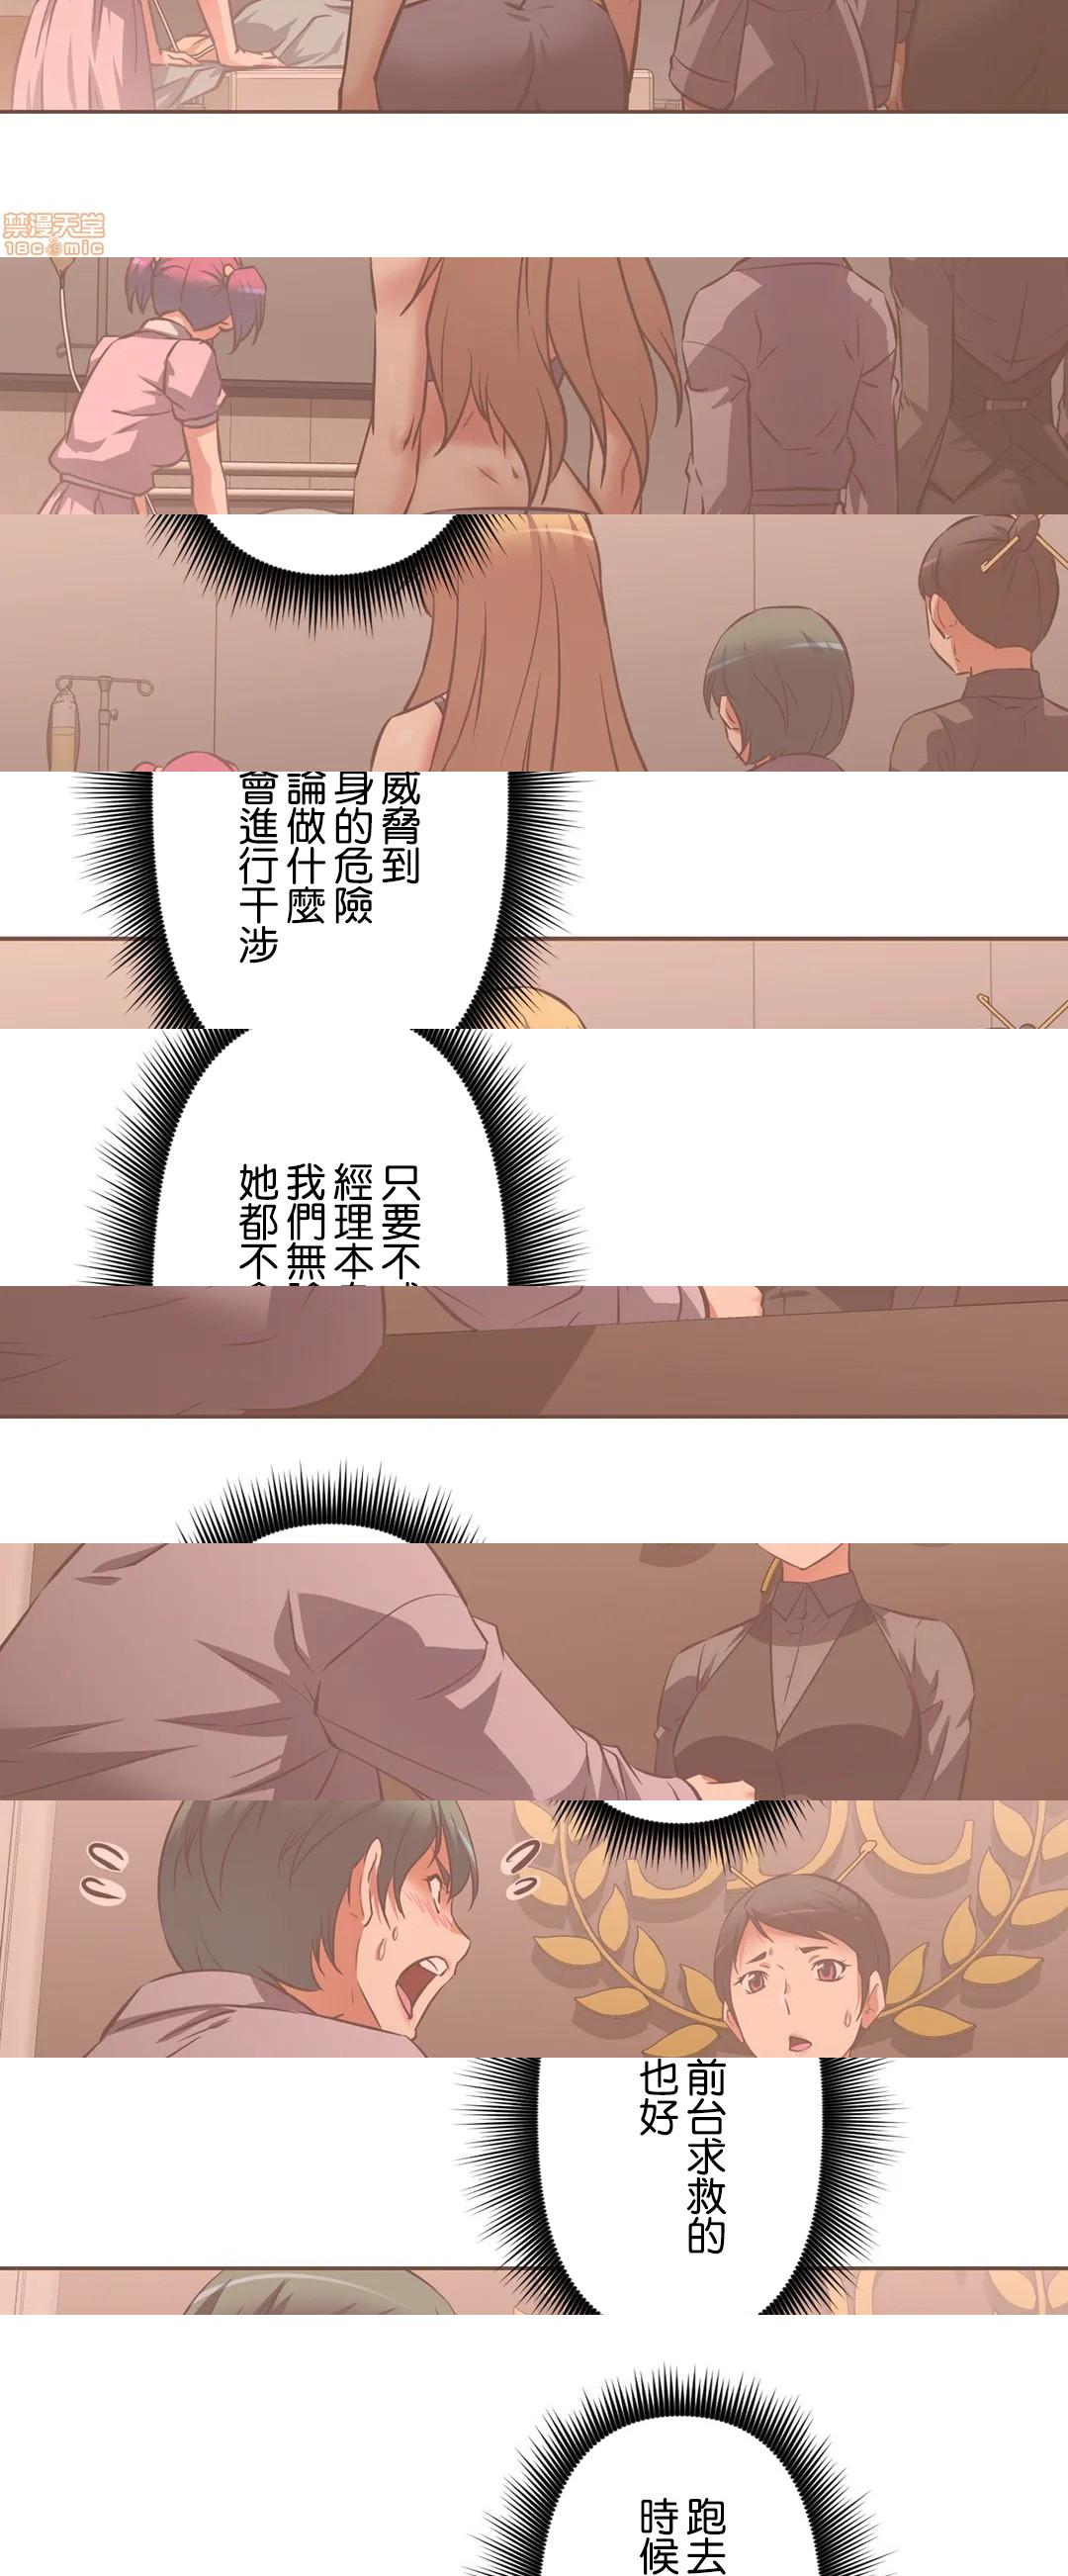 禁漫天堂
18comic
威脅到
身的危險
論做什麼
會進行干涉
只要不
經理本
我們無
她都不
前台求救的
也好
跑去
時候